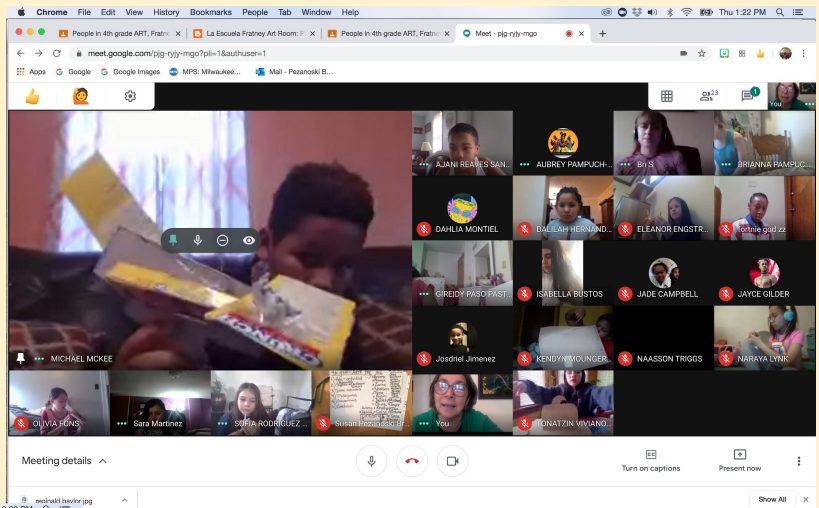 Chrome File Edit View History Bookmarks People Tab Window Help Thu 1:22 PM
People in 4th grade ART, Fratne La Escuela Fratney Art Room: P People in 4th grade ART, Fratne Meet - pjg-ryjy-mgo
meet.google.com/pjg-ryjy-mgo?pli=1&authuser=1
Apps Google Google Images MPS: Milwaukee... Mail - Pezanoski B...
23 1
You
AJANI REAVES SAN... AUBREY PAMPUCH-... Bri S BRIANNA PAMPUC...
DAHLIA MONTIEL DALILAH HERNAND... ELEANOR ENGSTR... fortnie god zz
GIREIDY PASO PAST... ISABELLA BUSTOS JADE CAMPBELL JAYCE GILDER
MICHAEL MCKEE Josdriel Jimenez KENDYN MOUNGER... NAASSON TRIGGS NARAYA LYNK
OLIVIA FONS Sara Martinez SOFIA RODRIGUEZ ... Susan Pezanoski Br... You TONATZIN VIVIANO...
Meeting details Turn on captions Present now
reginald baylor.jpg Show All